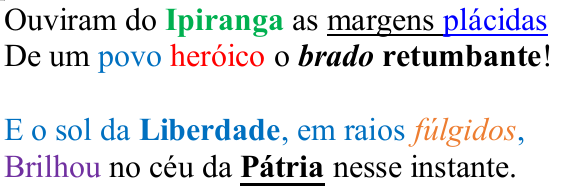 Ouviram do Ipiranga as margens plácidas
De um povo heróico o brado retumbante!
E o sol da Liberdade, em raios fúlgidos,
Brilhou no céu da Pátria nesse instante.